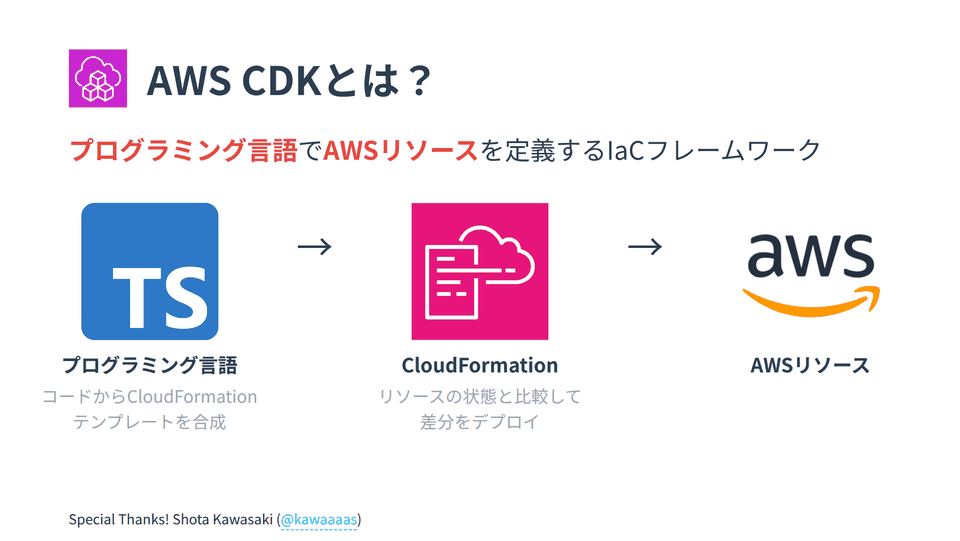 AWS CDKとは？
プログラミング言語でAWSリソースを定義するIaCフレームワーク
TS
→
→
aws
プログラミング言語
コードからCloudFormation
テンプレートを合成
CloudFormation
リソースの状態と比較して
差分をデプロイ
AWSリソース
Special Thanks! Shota Kawasaki (@kawaaaas)